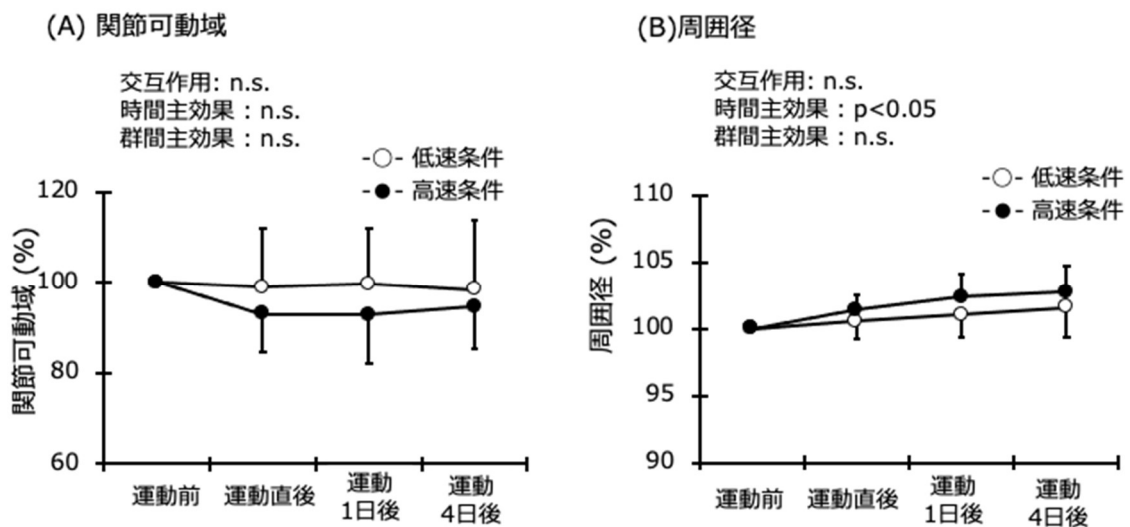 (A) 関節可動域
交互作用: n.s.
時間主効果：n.s.
群間主効果：n.s.
-○- 低速条件
-●- 高速条件
関節可動域 (%)
120
100
80
60
運動前
運動直後
運動
1日後
運動
4日後
(B)周囲径
交互作用: n.s.
時間主効果：p<0.05
群間主効果：n.s.
-○- 低速条件
-●- 高速条件
周囲径 (%)
110
105
100
95
90
運動前
運動直後
運動
1日後
運動
4日後